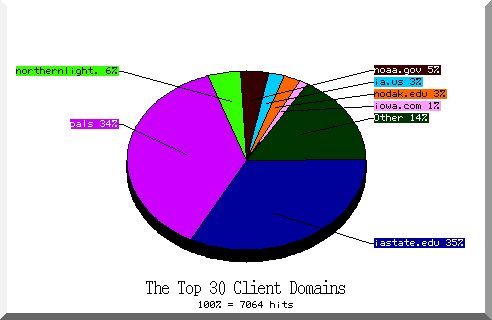 northernlight. 6%
noaa.gov 5%
ia.us 3%
nodak.edu 3%
iowa.com 1%
Other 14%
pals 34%
iastate.edu 35%
The Top 30 Client Domains
100% = 7064 hits